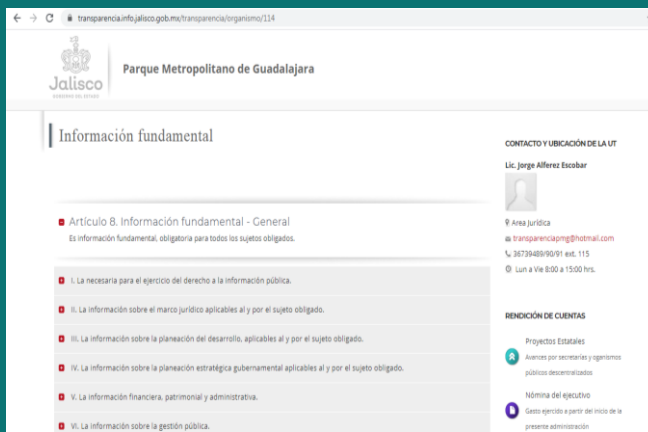 transparencia.info.jalisco.gob.mx/transparencia/organismo/114
Jalisco
GOBIERNO DEL ESTADO
Parque Metropolitano de Guadalajara
Información fundamental
Artículo 8. Información fundamental - General
Es información fundamental, obligatoria para todos los sujetos obligados.
I. La necesaria para el ejercicio del derecho a la información pública.
II. La información sobre el marco jurídico aplicables al y por el sujeto obligado.
III. La información sobre la planeación del desarrollo, aplicables al y por el sujeto obligado.
IV. La información sobre la planeación estratégica gubernamental aplicables al y por el sujeto obligado.
V. La información financiera, patrimonial y administrativa.
VI. La información sobre la gestión pública.
CONTACTO Y UBICACIÓN DE LA UT
Lic. Jorge Alferez Escobar
Area Jurídica
transparenciapmg@hotmail.com
36739489/90/91 ext. 115
Lun a Vie 8:00 a 15:00 hrs.
RENDICIÓN DE CUENTAS
Proyectos Estatales
Avances por secretarías y oganismos
públicos descentralizados
Nómina del ejecutivo
Gasto ejercido a partir del inicio de la
presente administración